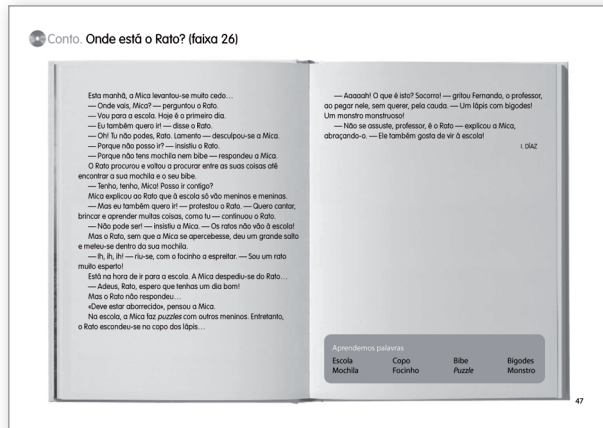 Conto. Onde está o Rato? (faixa 26)
Esta manhã, a Mica levantou-se muito cedo…
— Onde vais, Mica? — perguntou o Rato.
— Vou para a escola. Hoje é o primeiro dia.
— Eu também quero ir! — disse o Rato.
— Oh! Tu não podes, Rato. Lamento — desculpou-se a Mica.
— Porque não posso ir? — insistiu o Rato.
— Porque não tens mochila nem bibe — respondeu a Mica.
O Rato procurou e voltou a procurar entre as suas coisas até
encontrar a sua mochila e o seu bibe.
— Tenho, tenho, Mica! Posso ir contigo?
Mica explicou ao Rato que à escola só vão meninos e meninas.
— Mas eu também quero ir! — protestou o Rato. — Quero cantar,
brincar e aprender muitas coisas, como tu — continuou o Rato.
— Não pode ser! — insistiu a Mica. — Os ratos não vão à escola!
Mas o Rato, sem que a Mica se apercebesse, deu um grande salto
e meteu-se dentro da sua mochila.
— Ih, ih, ih! — riu-se, com o focinho a espreitar. — Sou um rato
muito esperto!
Está na hora de ir para a escola. A Mica despediu-se do Rato…
— Adeus, Rato, espero que tenhas um dia bom!
Mas o Rato não respondeu…
«Deve estar aborrecido», pensou a Mica.
Na escola, a Mica faz puzzles com outros meninos. Entretanto,
o Rato escondeu-se no copo dos lápis…
— Aaaaah! O que é isto? Socorro! — gritou Fernando, o professor,
ao pegar nele, sem querer, pela cauda. — Um lápis com bigodes!
Um monstro monstruoso!
— Não se assuste, professor, é o Rato — explicou a Mica,
abraçando-o. — Ele também gosta de vir à escola!
I. DÍAZ
Aprendemos palavras
Escola Copo Bibe Bigodes
Mochila Focinho Puzzle Monstro
47